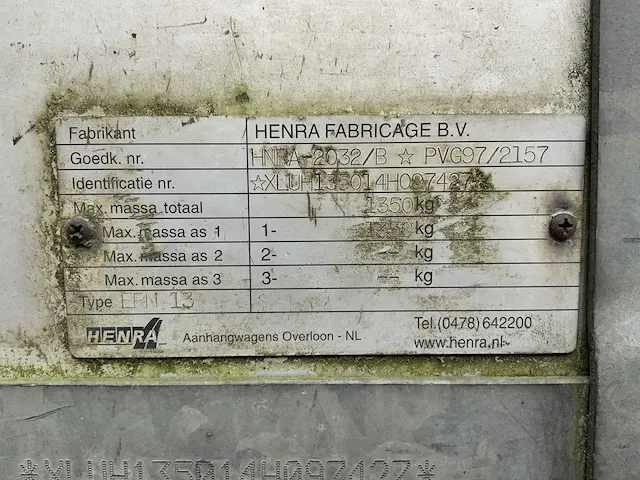 Fabrikant HENRA FABRICAGE B.V.
Goedk. nr. HNRA-2032/B ☆ PVG97/2157
Identificatie nr. ☆XLUH135014H097427☆
Max. massa totaal 1350 kg
Max. massa as 1 1- kg
Max. massa as 2 2- -- kg
Max. massa as 3 3- -- kg
Type ERN 13
HENRA Aanhangwagens Overloon - NL Tel.(0478) 642200
www.henra.nl
*XLUH135014H097427*